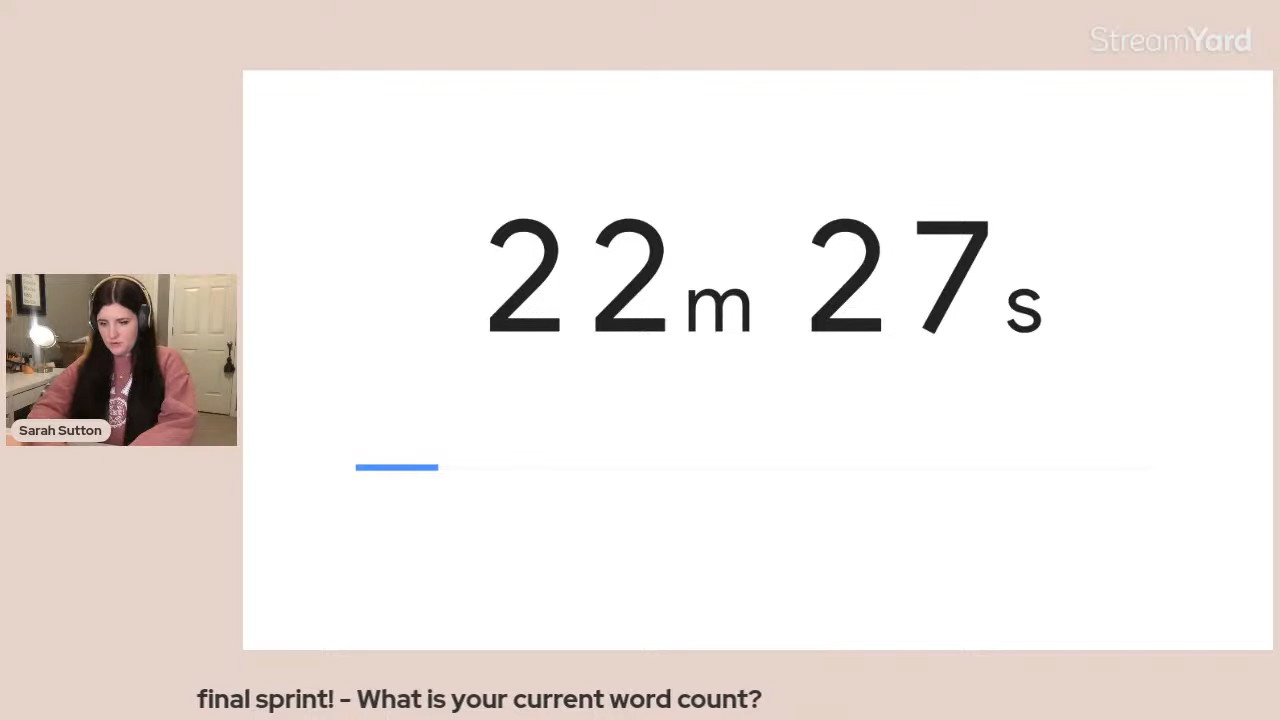 StreamYard
22m 27s
Sarah Sutton
final sprint! - What is your current word count?